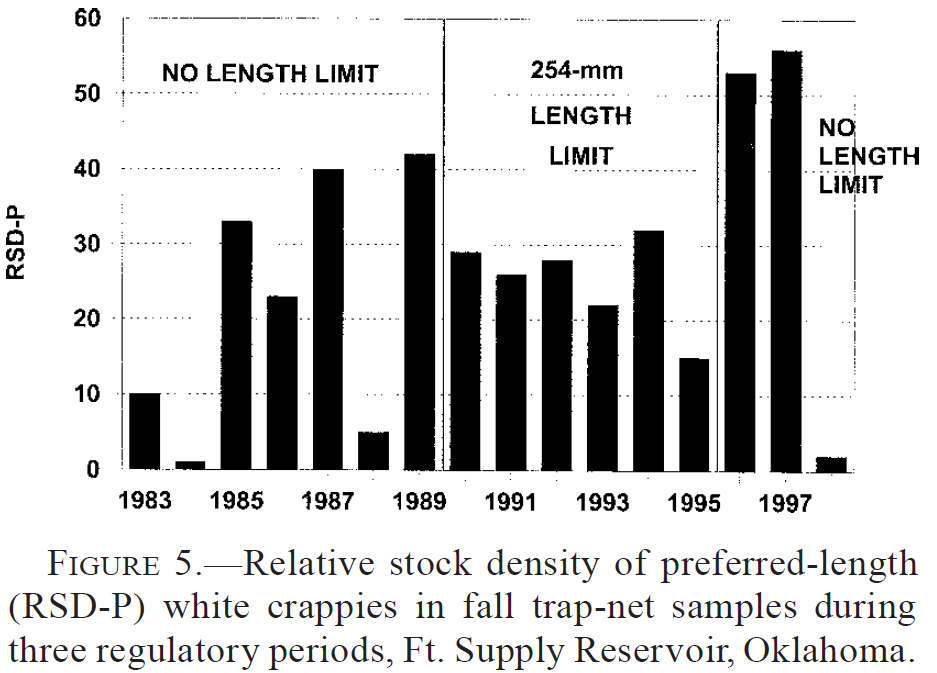 60
50
40
30
20
10
0
RSD-P
NO LENGTH LIMIT
254-mm
LENGTH
LIMIT
NO
LENGTH
LIMIT
1983 1985 1987 1989 1991 1993 1995 1997
FIGURE 5.—Relative stock density of preferred-length
(RSD-P) white crappies in fall trap-net samples during
three regulatory periods, Ft. Supply Reservoir, Oklahoma.